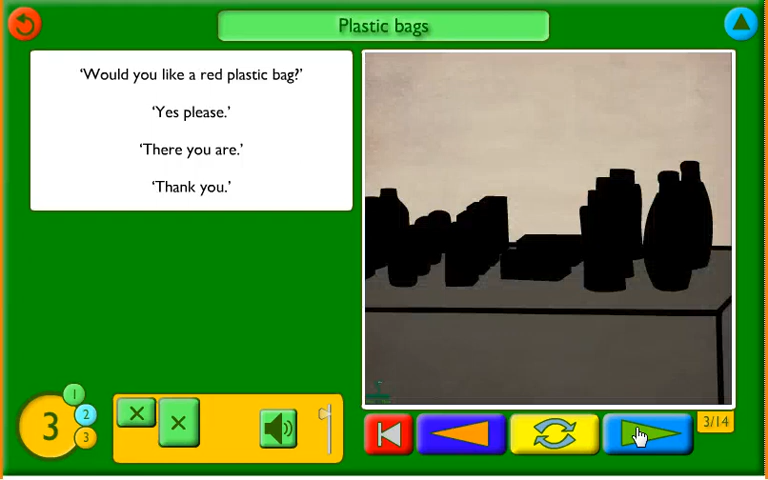 Plastic bags
‘Would you like a red plastic bag?’
‘Yes please.’
‘There you are.’
‘Thank you.’
3
1
2
3
3/14